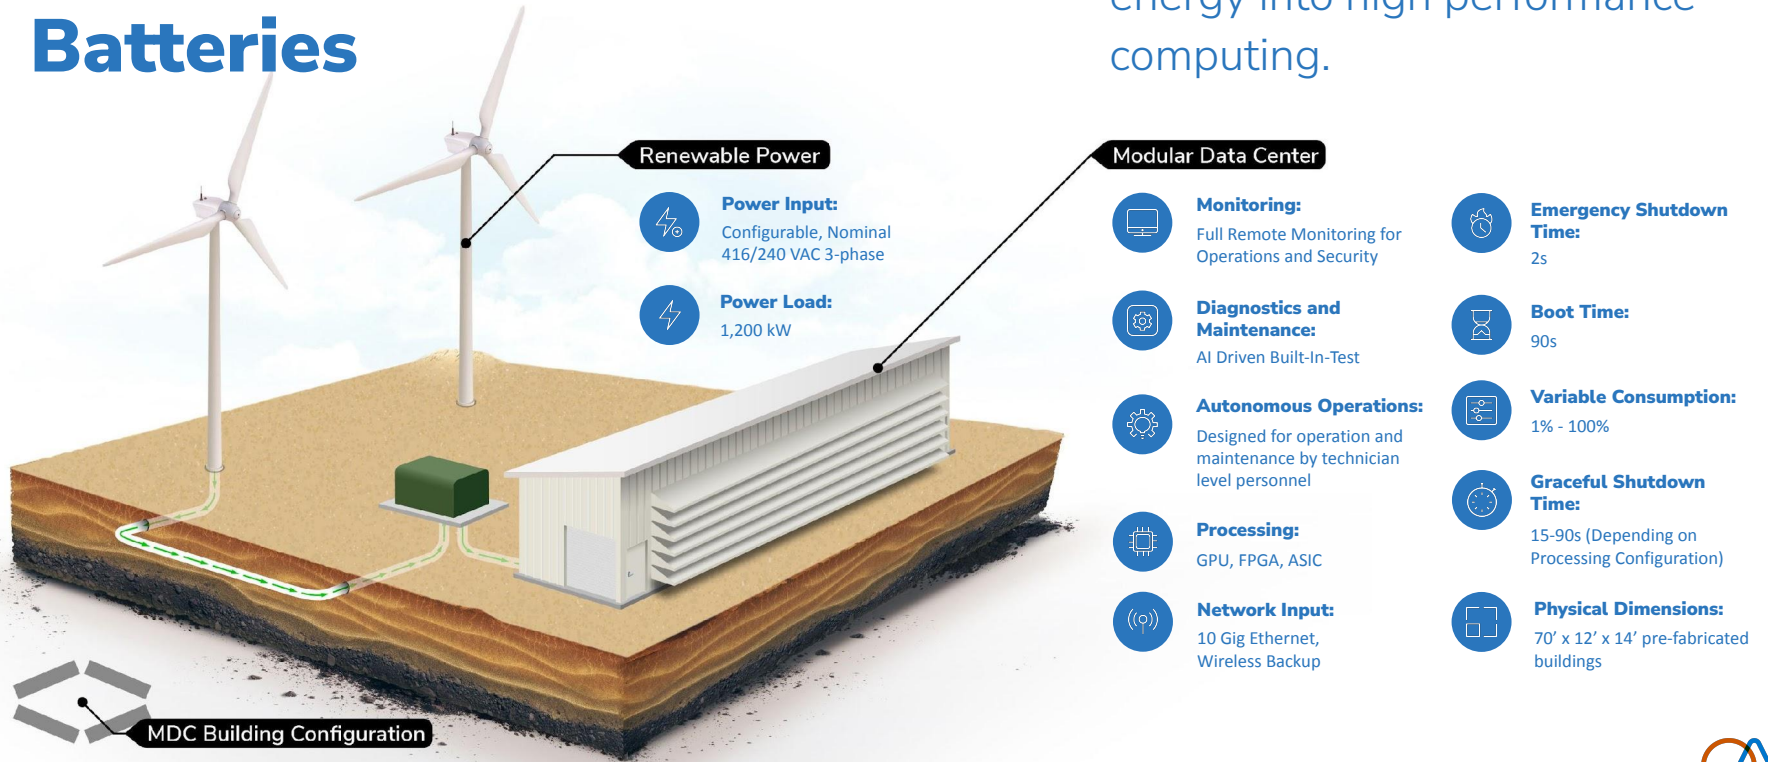 Batteries
energy into high performance
computing.
Renewable Power
Power Input:
Configurable, Nominal
416/240 VAC 3-phase
Power Load:
1,200 kW
Modular Data Center
Monitoring:
Full Remote Monitoring for
Operations and Security
Diagnostics and
Maintenance:
AI Driven Built-In-Test
Autonomous Operations:
Designed for operation and
maintenance by technician
level personnel
Processing:
GPU, FPGA, ASIC
Network Input:
10 Gig Ethernet,
Wireless Backup
Emergency Shutdown
Time:
2s
Boot Time:
90s
Variable Consumption:
1% - 100%
Graceful Shutdown
Time:
15-90s (Depending on
Processing Configuration)
Physical Dimensions:
70’ x 12’ x 14’ pre-fabricated
buildings
MDC Building Configuration